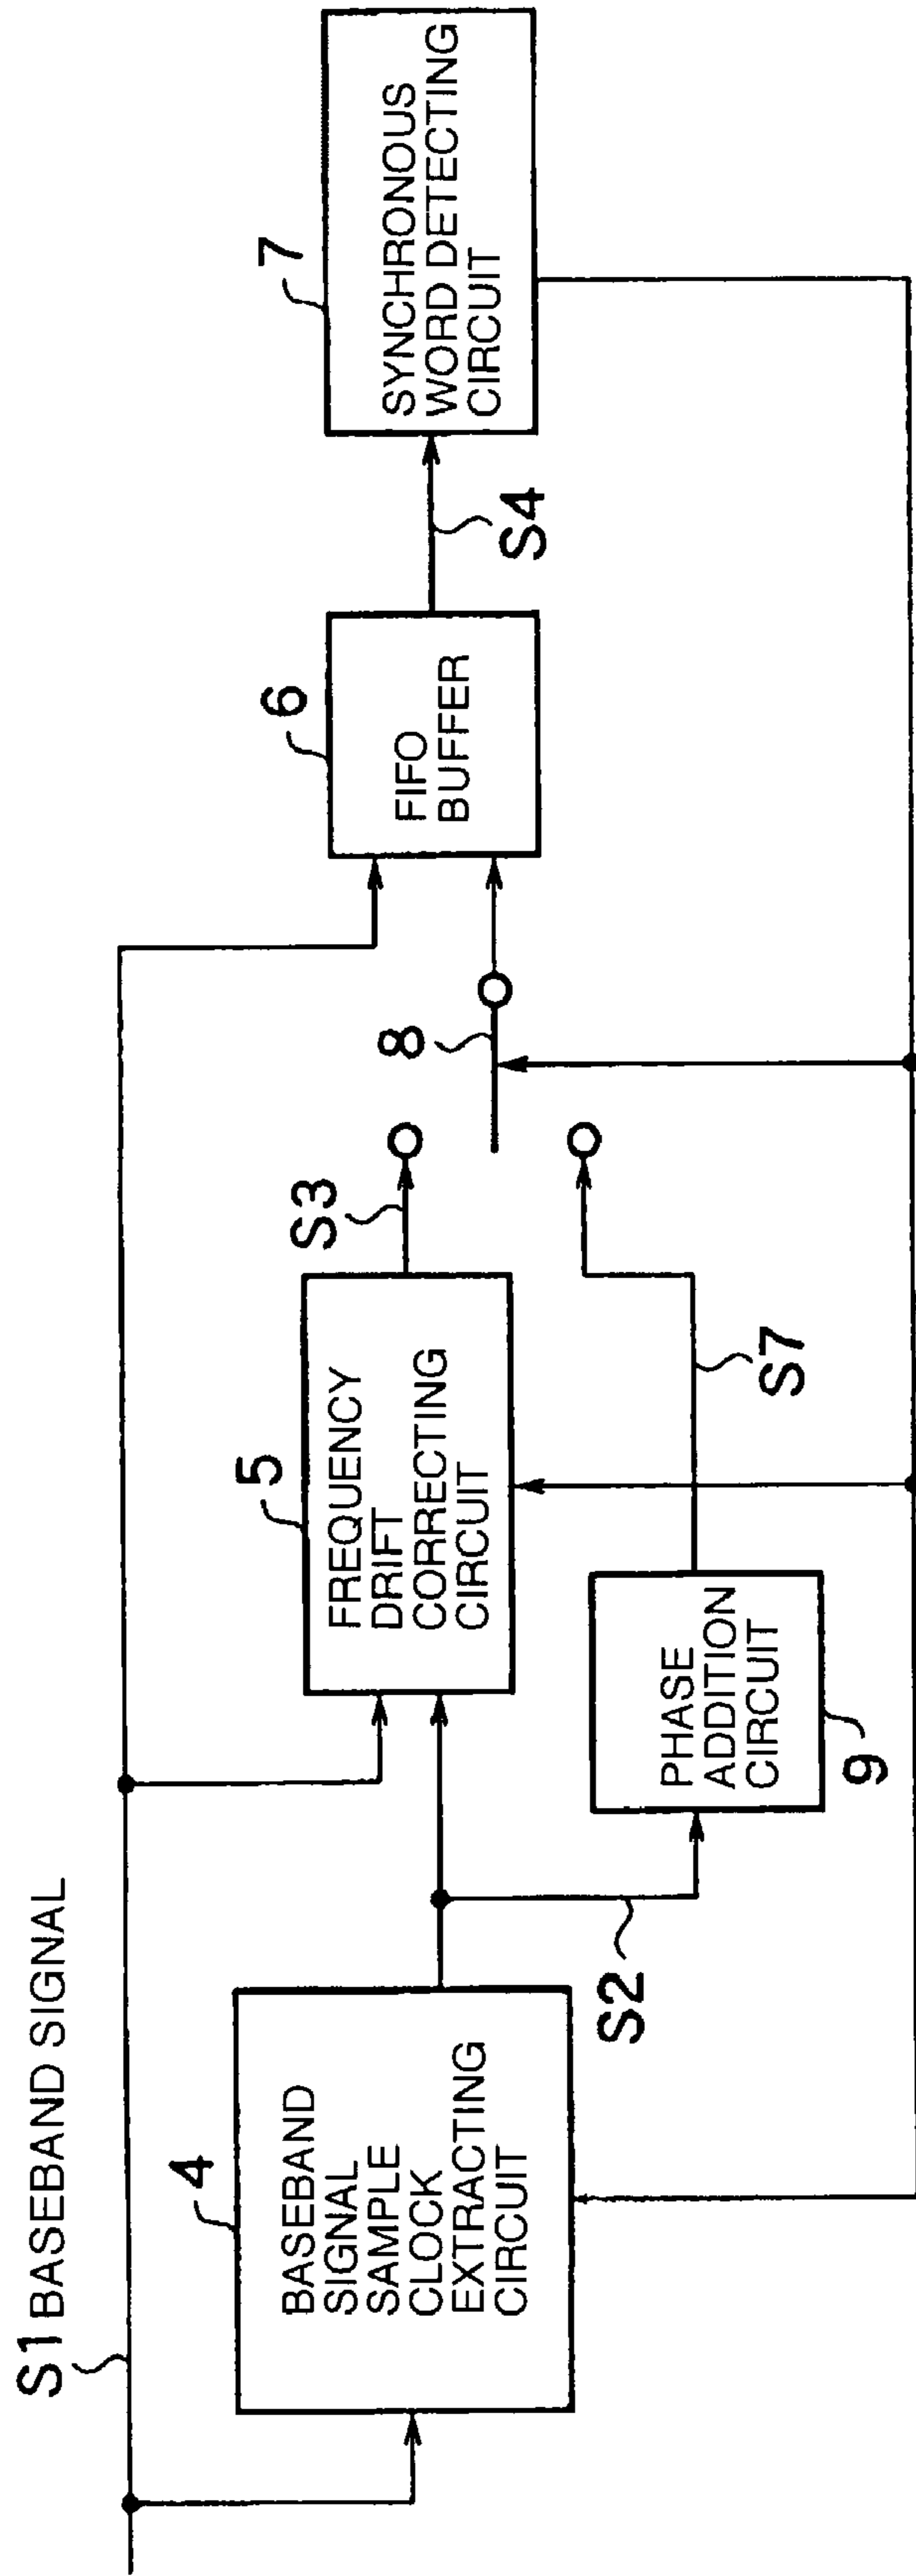 S1 BASEBAND SIGNAL
4
BASEBAND
SIGNAL
SAMPLE
CLOCK
EXTRACTING
CIRCUIT
S2
5
FREQUENCY
DRIFT
CORRECTING
CIRCUIT
S3
PHASE
ADDITION
CIRCUIT
9
S7
8
6
FIFO
BUFFER
S4
7
SYNCHRONOUS
WORD DETECTING
CIRCUIT